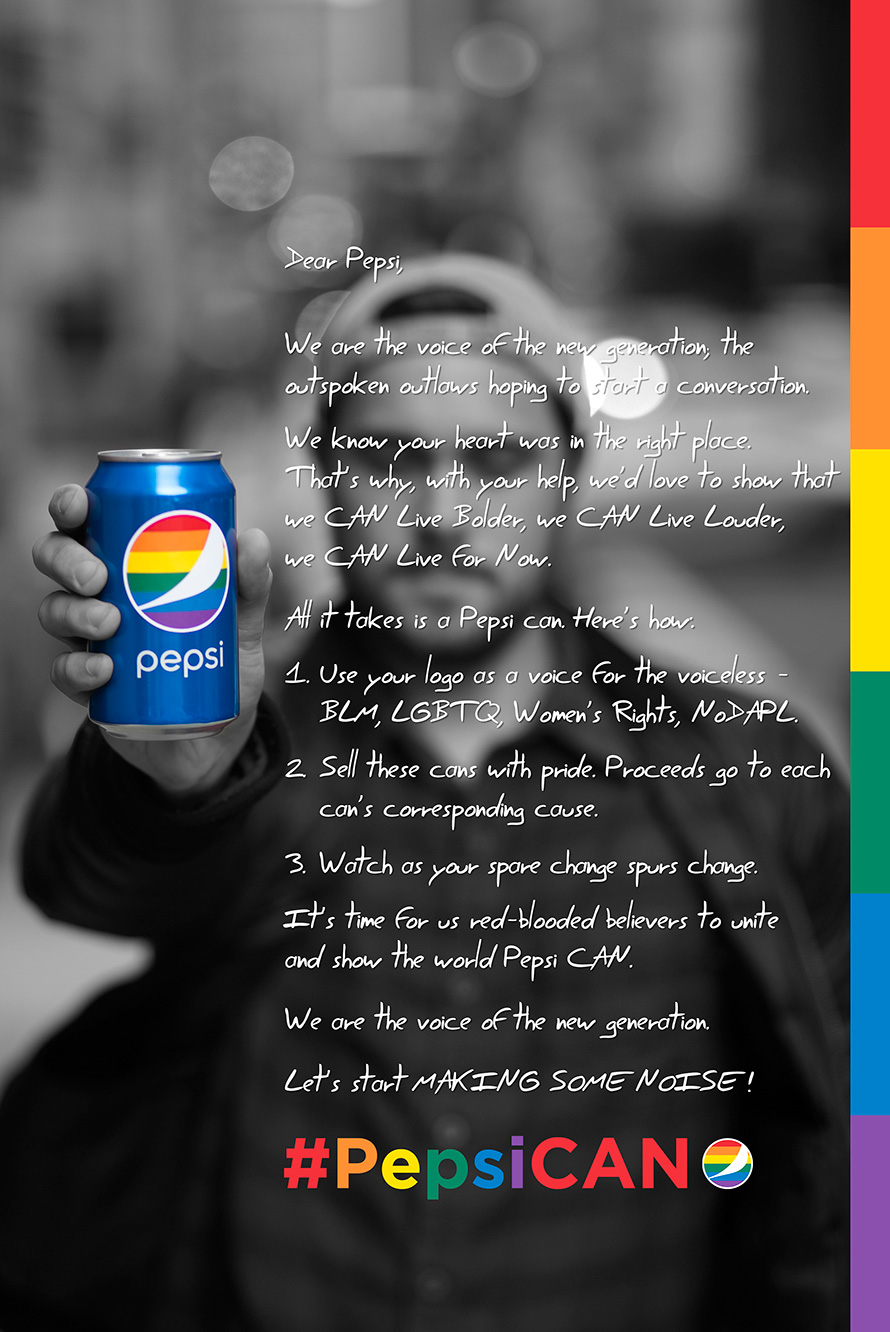 Dear Pepsi,
We are the voice of the new generation; the
outspoken outlaws hoping to start a conversation.
We know your heart was in the right place.
That's why, with your help, we'd love to show that
we CAN Live Bolder, we CAN Live Louder,
we CAN Live For Now.
All it takes is a Pepsi can. Here's how:
1. Use your logo as a voice for the voiceless -
BLM, LGBTQ, Women's Rights, NoDAPL.
2. Sell these cans with pride. Proceeds go to each
can's corresponding cause.
3. Watch as your spare change spurs change.
It's time for us red-blooded believers to unite
and show the world Pepsi CAN.
We are the voice of the new generation.
Let's start MAKING SOME NOISE!
#PepsiCAN
pepsi